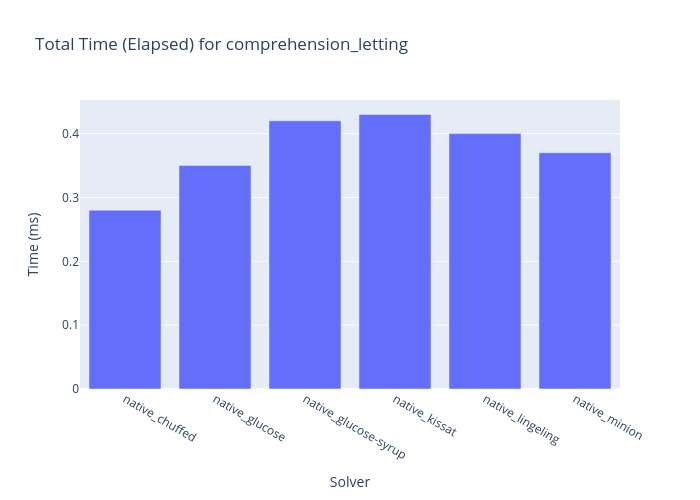 Total Time (Elapsed) for comprehension_letting
Time (ms)
0.4
0.3
0.2
0.1
0
native_chuffed
native_glucose
native_glucose-syrup
native_kissat
native_lingeling
native_minion
Solver